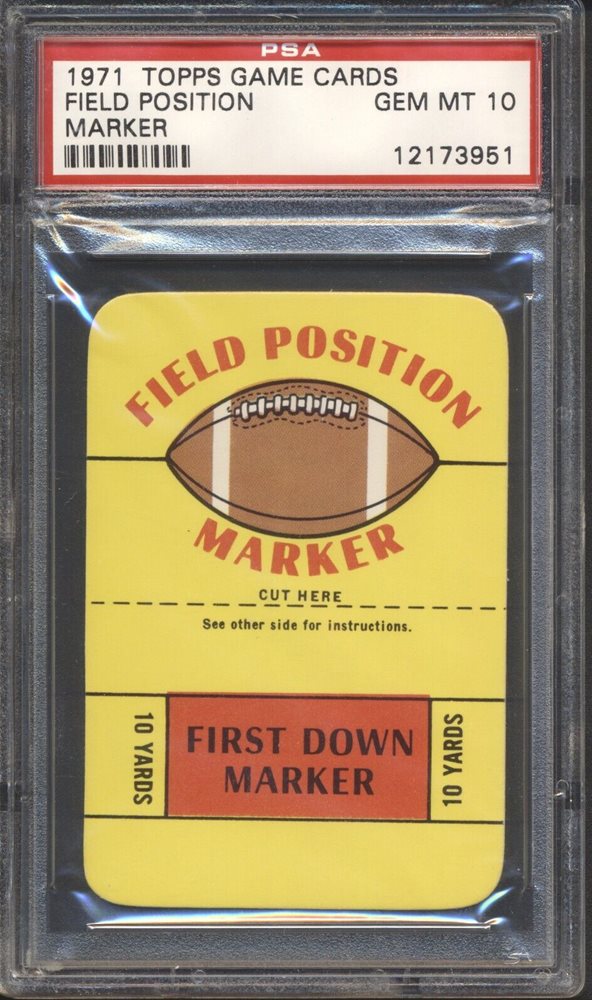 PSA
1971 TOPPS GAME CARDS
FIELD POSITION GEM MT 10
MARKER
12173951
FIELD POSITION
MARKER
CUT HERE
See other side for instructions.
10 YARDS
FIRST DOWN
MARKER
10 YARDS